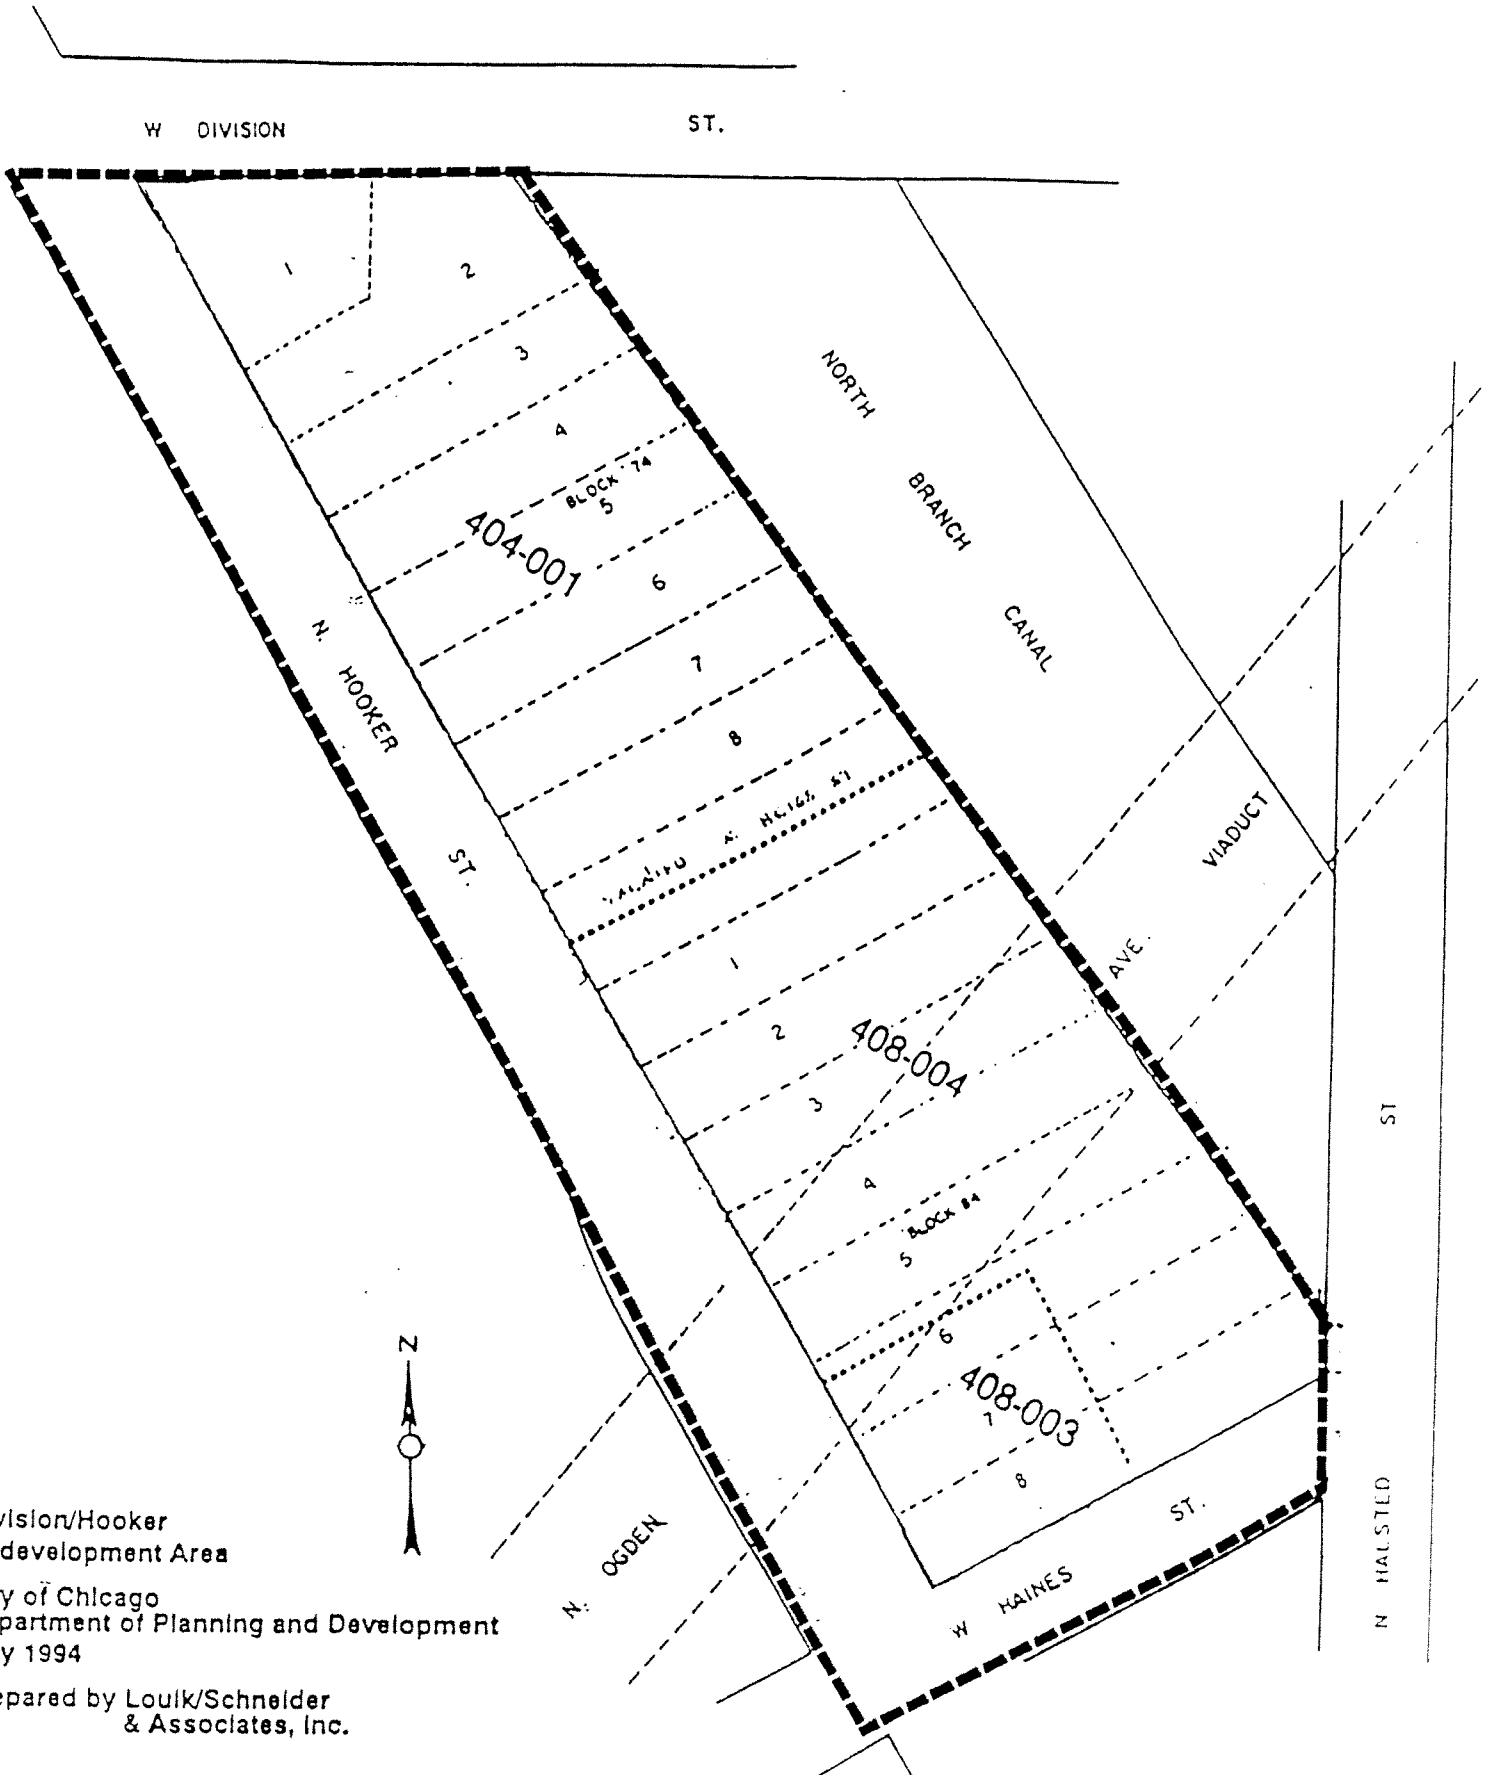 W DIVISION ST.
1
2
3
4
BLOCK 74
5
404-001
6
7
8
N. HOOKER ST.
NORTH BRANCH CANAL
N. HEIGS ST
1
2
408-004
3
4
BLOCK 84
5
6
408-003
7
8
N. OGDEN AVE. VIADUCT
W HAINES ST.
N HALSTED ST
N
vision/Hooker
development Area
y of Chicago
partment of Planning and Development
y 1994
epared by Louik/Schneider
& Associates, Inc.